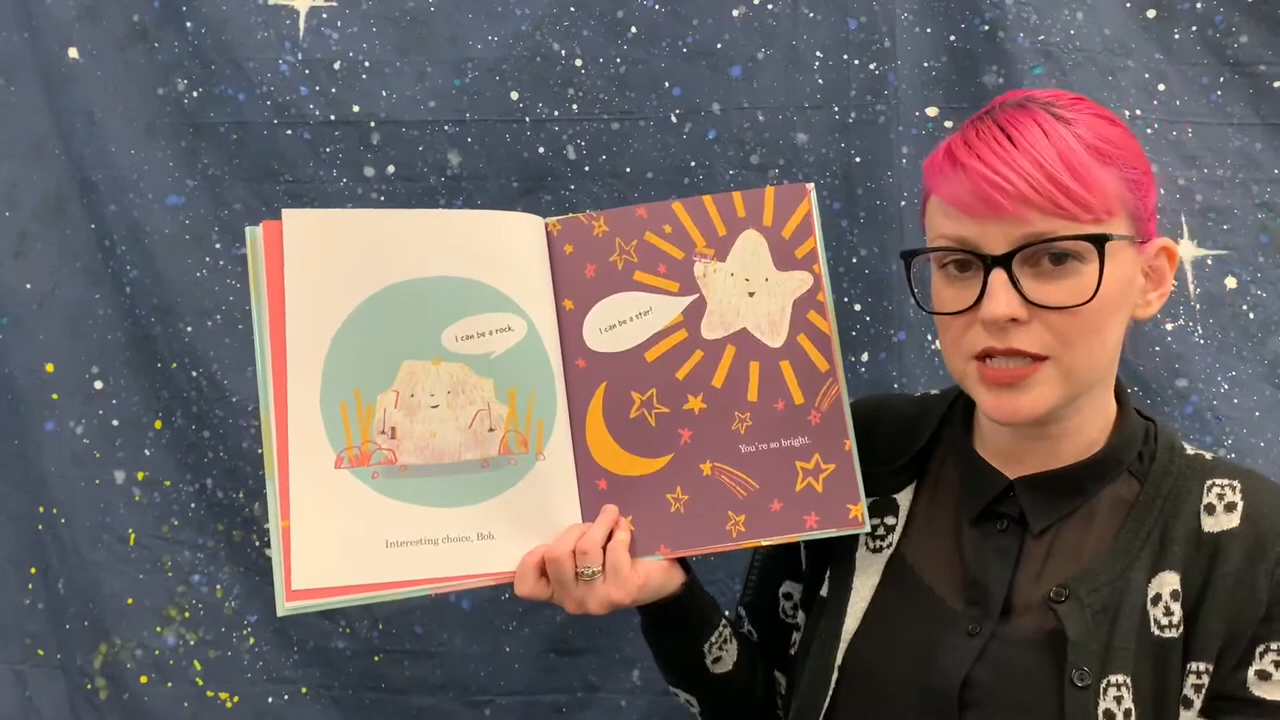 I can be a rock,
Interesting choice, Bob.
I can be a star!
You're so bright.